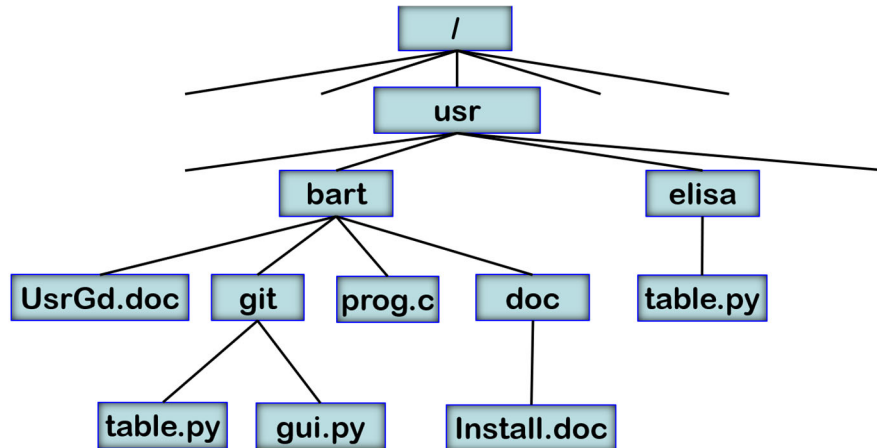 /
usr
bart
elisa
UsrGd.doc
git
prog.c
doc
table.py
table.py
gui.py
Install.doc